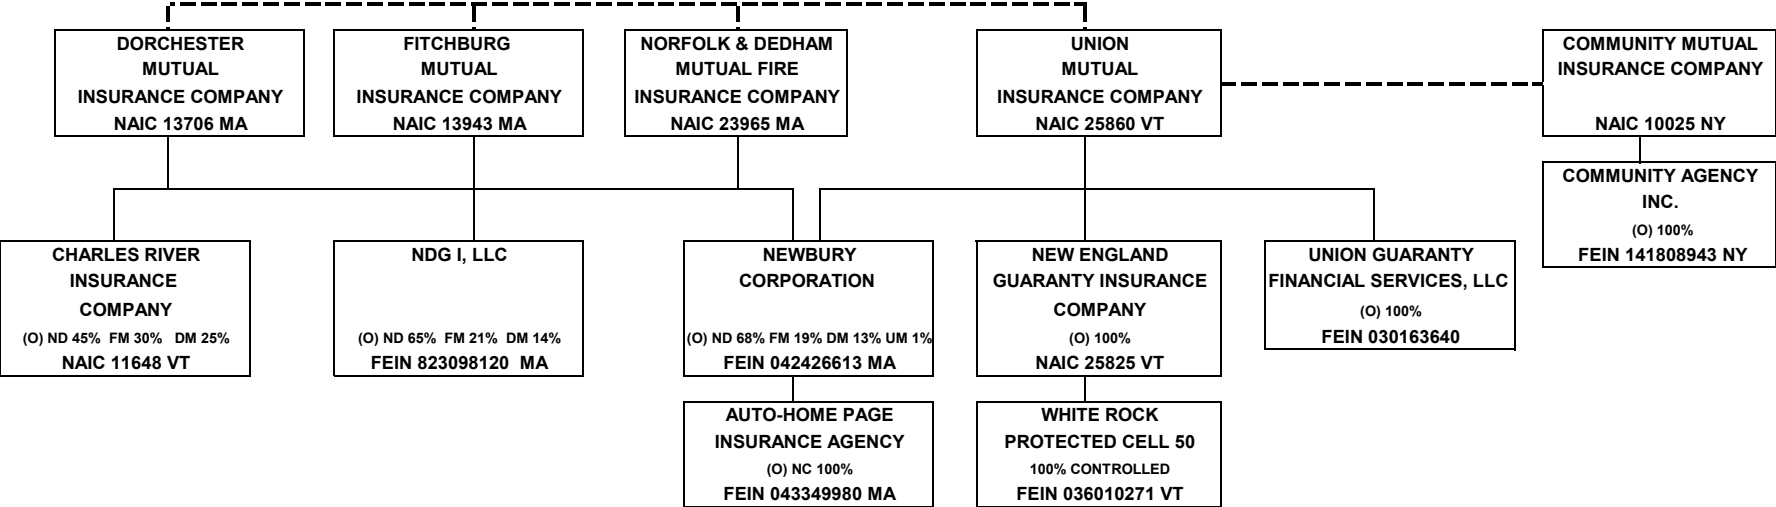 DORCHESTER
MUTUAL
INSURANCE COMPANY
NAIC 13706 MA
FITCHBURG
MUTUAL
INSURANCE COMPANY
NAIC 13943 MA
NORFOLK & DEDHAM
MUTUAL FIRE
INSURANCE COMPANY
NAIC 23965 MA
UNION
MUTUAL
INSURANCE COMPANY
NAIC 25860 VT
COMMUNITY MUTUAL
INSURANCE COMPANY
NAIC 10025 NY
COMMUNITY AGENCY
INC.
(O) 100%
FEIN 141808943 NY
CHARLES RIVER
INSURANCE
COMPANY
(O) ND 45% FM 30% DM 25%
NAIC 11648 VT
NDG I, LLC
(O) ND 65% FM 21% DM 14%
FEIN 823098120 MA
NEWBURY
CORPORATION
(O) ND 68% FM 19% DM 13% UM 1%
FEIN 042426613 MA
NEW ENGLAND
GUARANTY INSURANCE
COMPANY
(O) 100%
NAIC 25825 VT
UNION GUARANTY
FINANCIAL SERVICES, LLC
(O) 100%
FEIN 030163640
AUTO-HOME PAGE
INSURANCE AGENCY
(O) NC 100%
FEIN 043349980 MA
WHITE ROCK
PROTECTED CELL 50
100% CONTROLLED
FEIN 036010271 VT